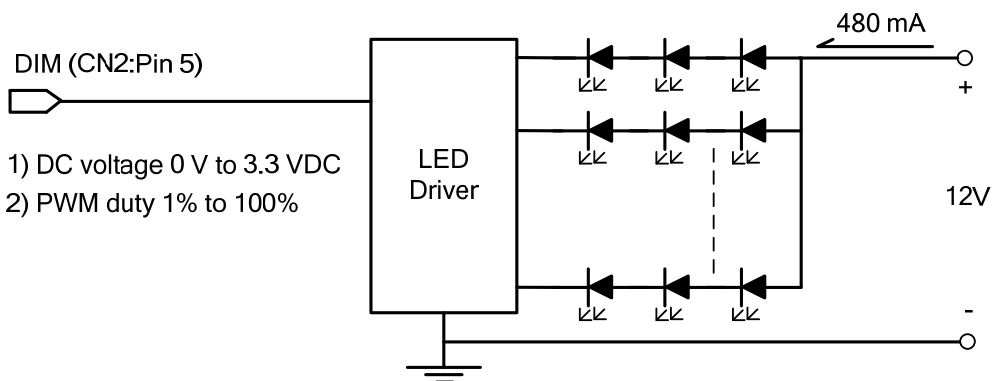 480 mA
DIM (CN2:Pin 5)
+
1) DC voltage 0 V to 3.3 VDC
2) PWM duty 1% to 100%
LED
Driver
12V
-